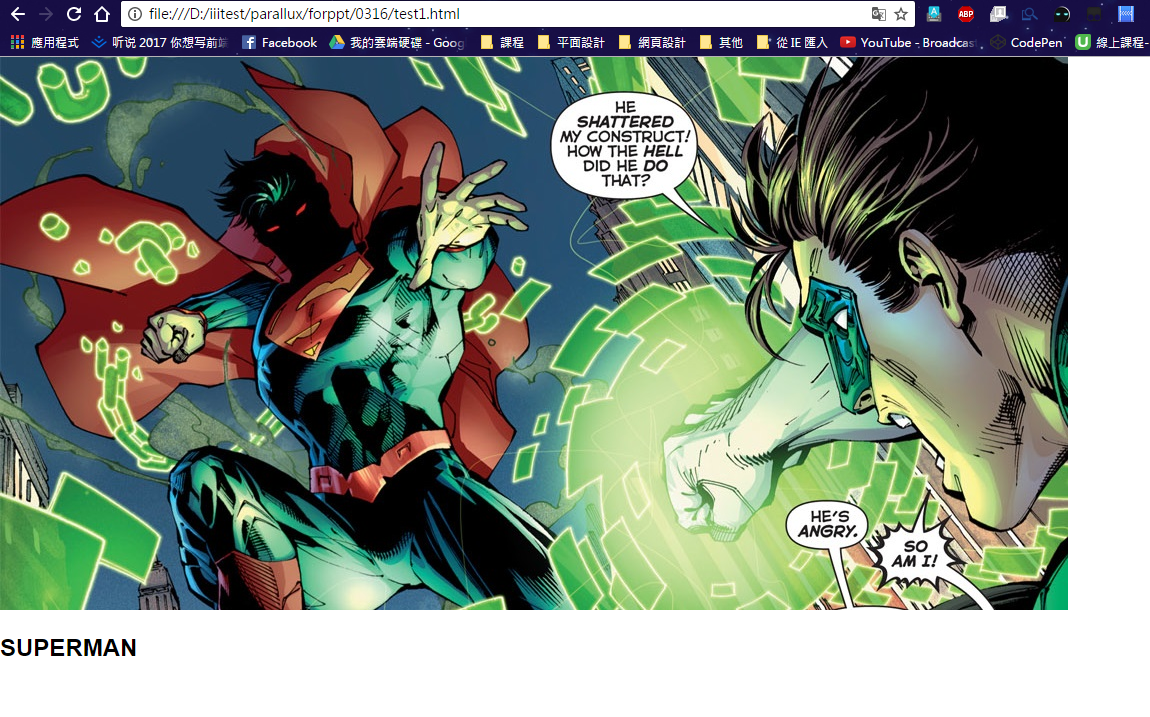 file:///D:/iiitest/parallux/forppt/0316/test1.html
ABP
應用程式 听说 2017 你想写前端 Facebook 我的雲端硬碟 - Goog 課程 平面設計 網頁設計 其他 從 IE 匯入 YouTube - Broadcas CodePen 線上課程-
HE
SHATTERED
MY CONSTRUCT!
HOW THE HELL
DID HE DO
THAT?
HE'S
ANGRY.
SO
AM I!
SUPERMAN